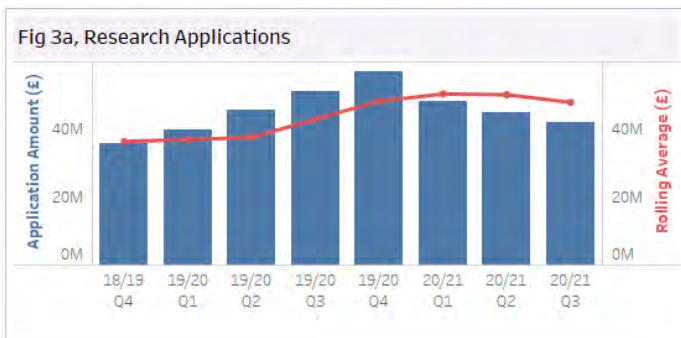 Fig 3a, Research Applications
Application Amount (£)
40M
20M
0M
40M
20M
0M
Rolling Average (£)
18/19 19/20 19/20 19/20 19/20 20/21 20/21 20/21
Q4 Q1 Q2 Q3 Q4 Q1 Q2 Q3